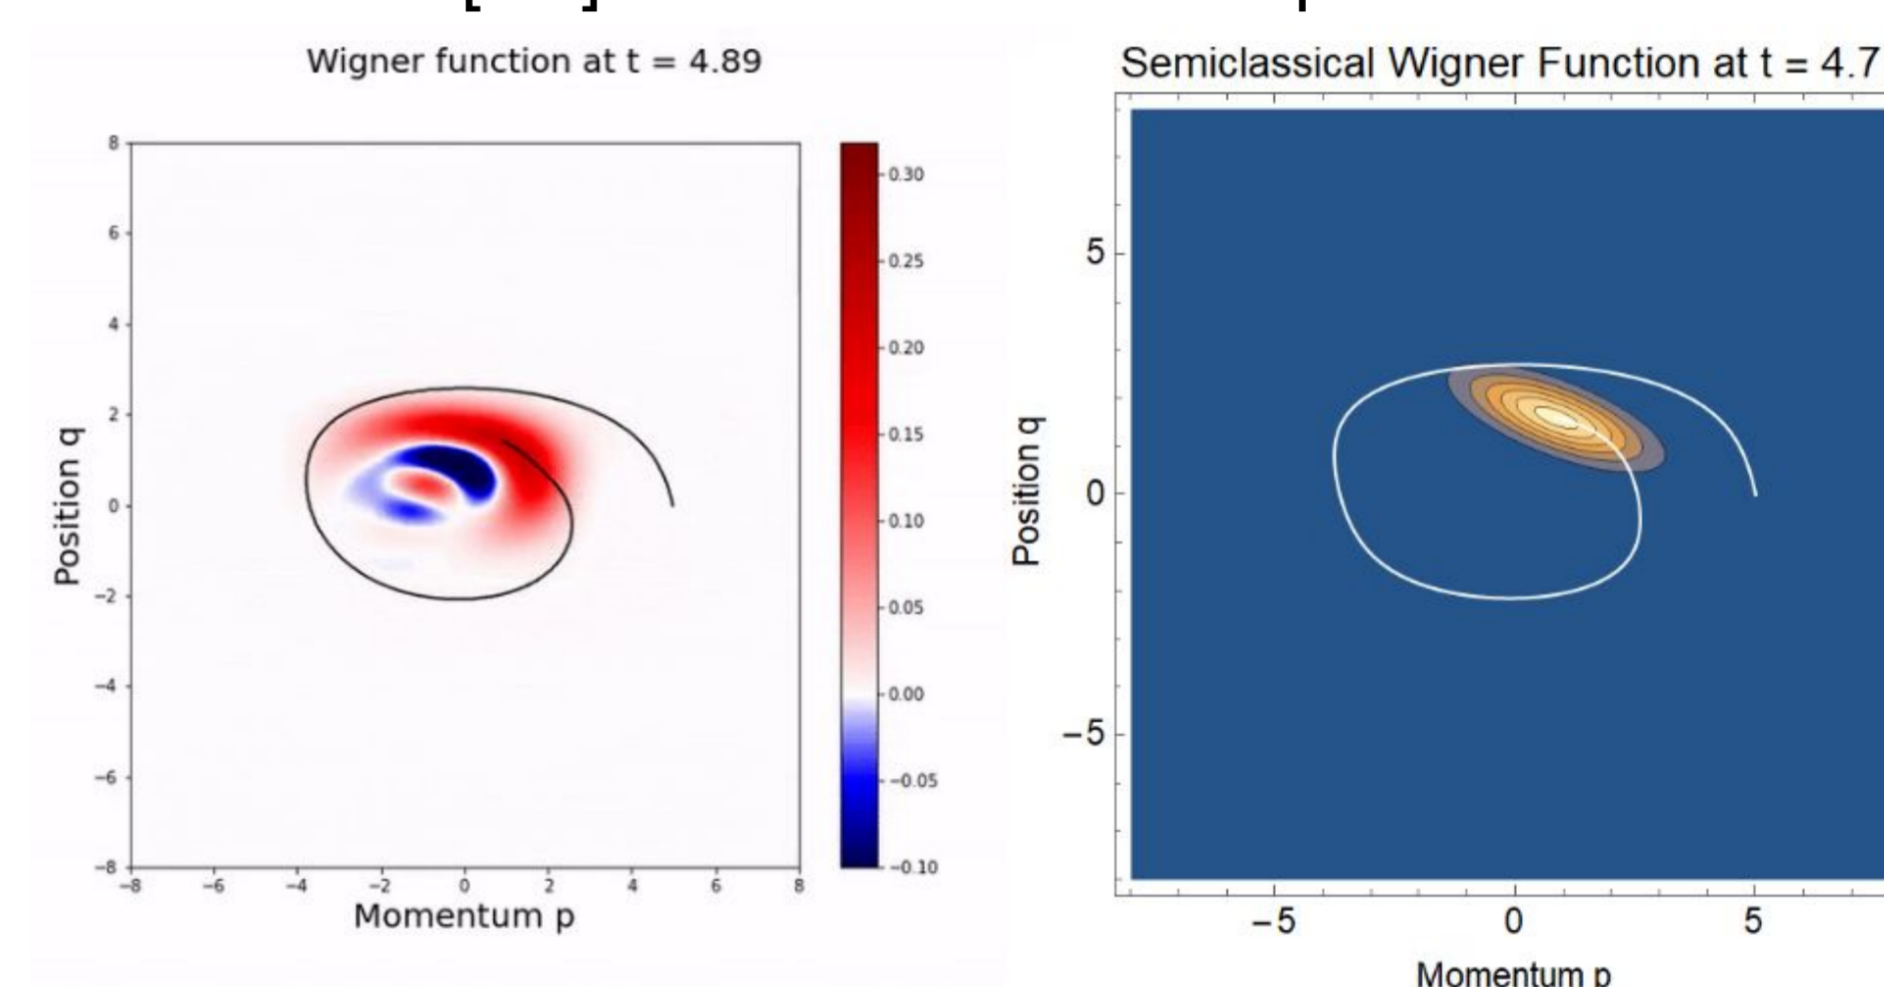 Wigner function at t = 4.89
8
6
4
2
0
−2
−4
−6
−8
Position q
−8 −6 −4 −2 0 2 4 6 8
Momentum p
0.30
0.25
0.20
0.15
0.10
0.05
0.00
−0.05
−0.10
Semiclassical Wigner Function at t = 4.7
5
0
−5
Position q
−5 0 5
Momentum p